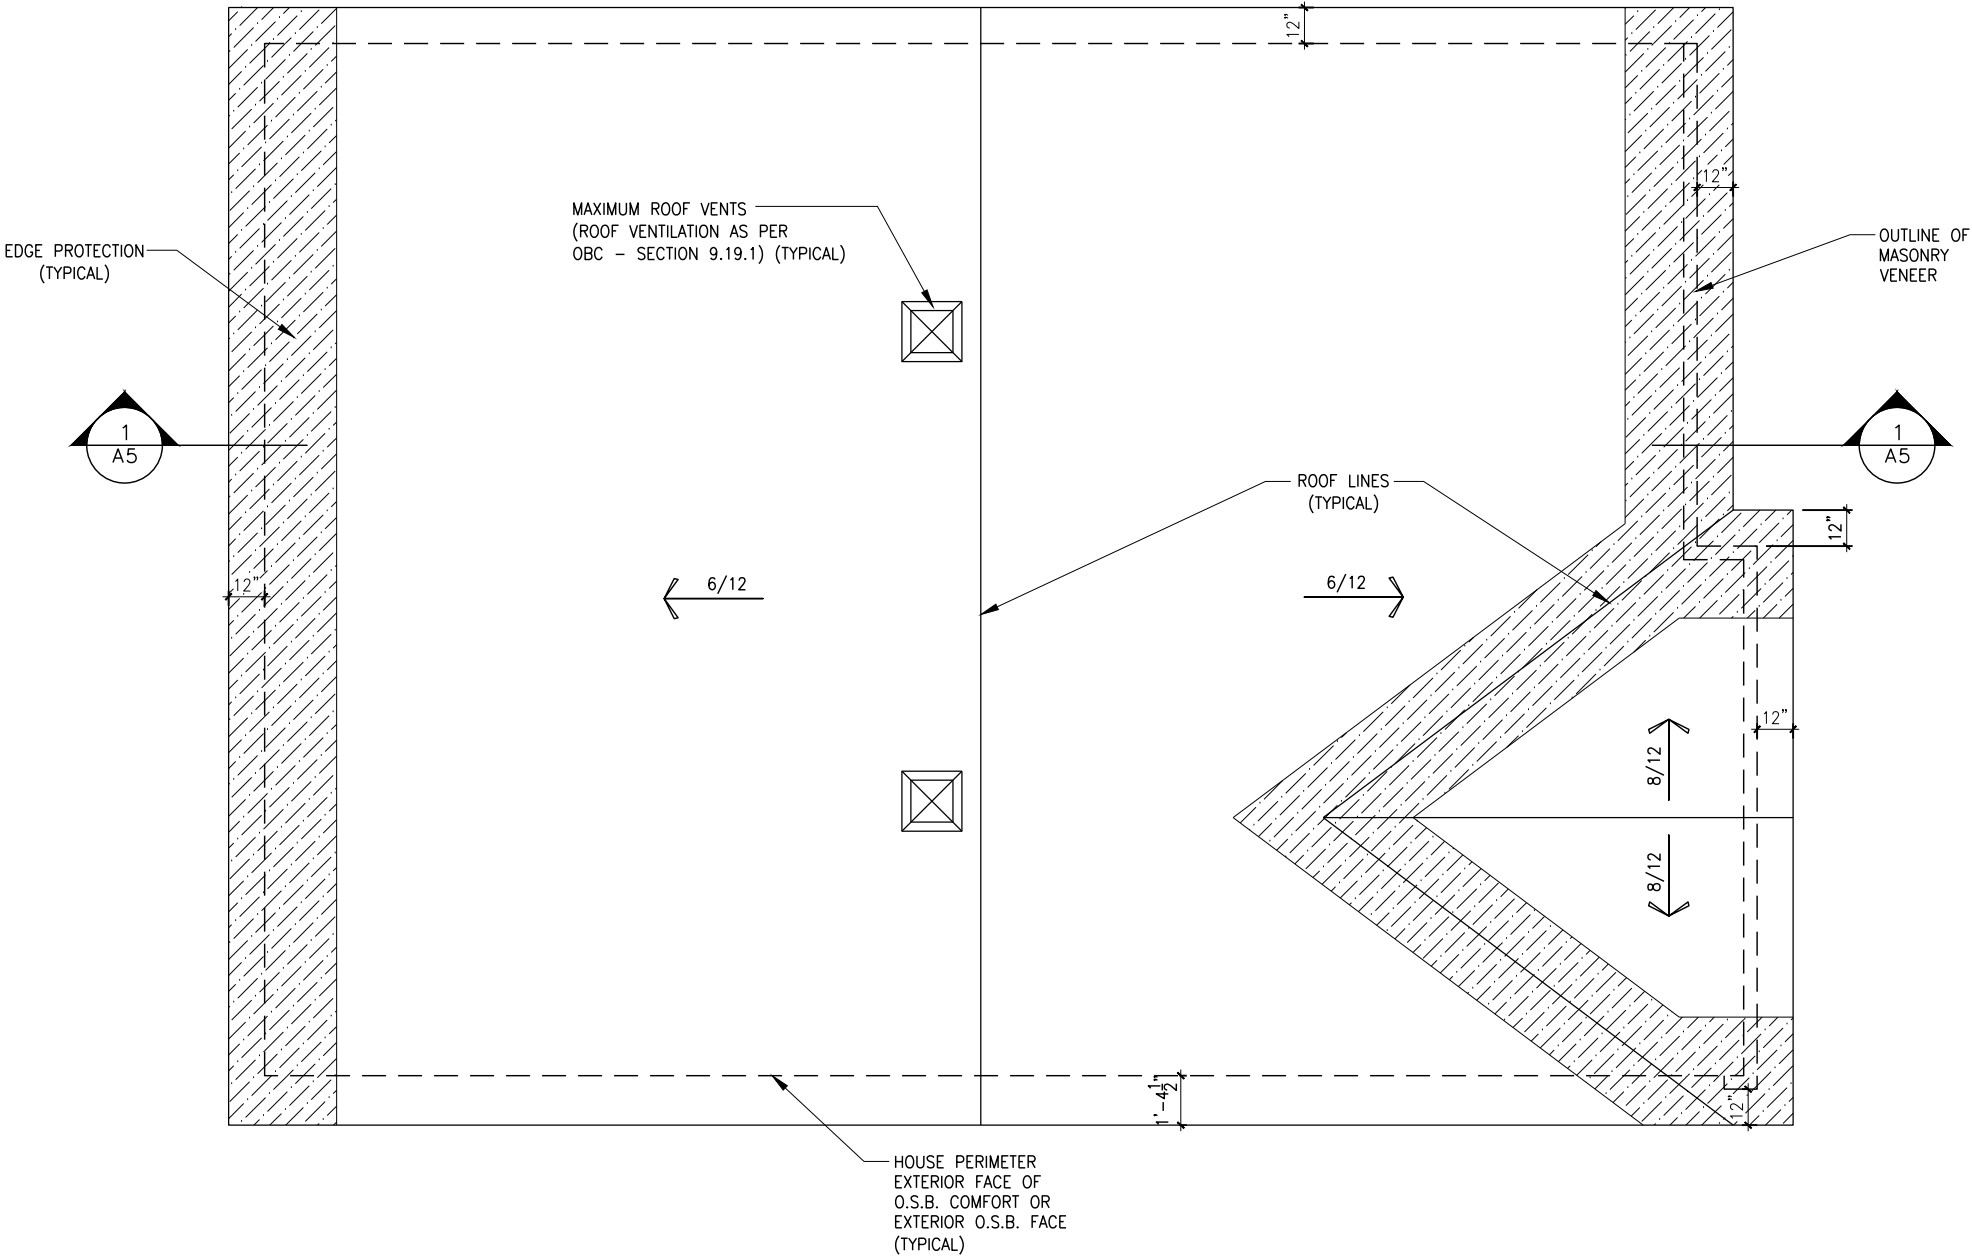 12"
MAXIMUM ROOF VENTS
(ROOF VENTILATION AS PER
OBC - SECTION 9.19.1) (TYPICAL)
12"
EDGE PROTECTION
(TYPICAL)
OUTLINE OF
MASONRY
VENEER
1
A5
1
A5
ROOF LINES
(TYPICAL)
12"
12"
6/12
6/12
12"
8/12
8/12
1'-4 1/2"
12"
HOUSE PERIMETER
EXTERIOR FACE OF
O.S.B. COMFORT OR
EXTERIOR O.S.B. FACE
(TYPICAL)